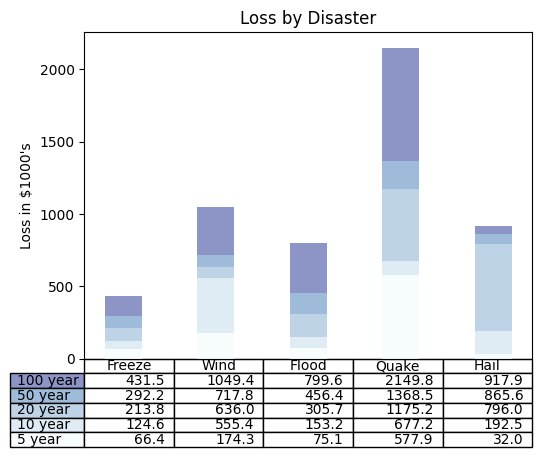 Loss by Disaster
2000
1500
1000
500
0
Loss in $1000's
Freeze Wind Flood Quake Hail
100 year 431.5 1049.4 799.6 2149.8 917.9
50 year 292.2 717.8 456.4 1368.5 865.6
20 year 213.8 636.0 305.7 1175.2 796.0
10 year 124.6 555.4 153.2 677.2 192.5
5 year 66.4 174.3 75.1 577.9 32.0